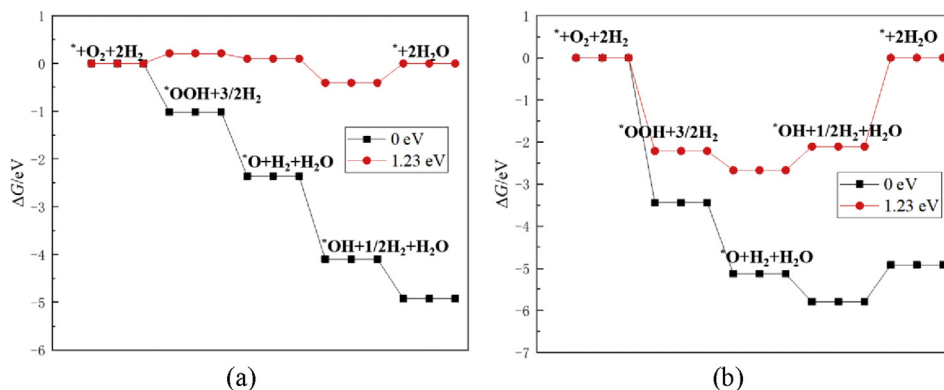 1
*+O₂+2H₂
*+2H₂O
0
*OOH+3/2H₂
-1
0 eV
1.23 eV
*O+H₂+H₂O
-2
ΔG/eV
-3
*OH+1/2H₂+H₂O
-4
-5
-6
(a)
1
*+O₂+2H₂
*+2H₂O
0
-1
*OOH+3/2H₂
*OH+1/2H₂+H₂O
-2
0 eV
1.23 eV
ΔG/eV
-3
-4
*O+H₂+H₂O
-5
-6
-7
(b)